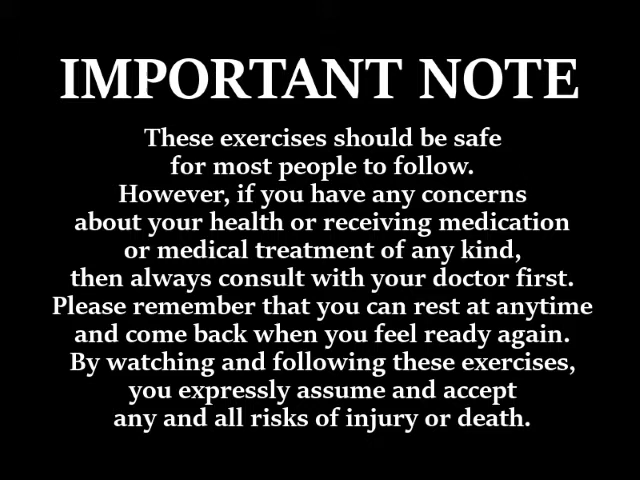 IMPORTANT NOTE
These exercises should be safe
for most people to follow.
However, if you have any concerns
about your health or receiving medication
or medical treatment of any kind,
then always consult with your doctor first.
Please remember that you can rest at anytime
and come back when you feel ready again.
By watching and following these exercises,
you expressly assume and accept
any and all risks of injury or death.